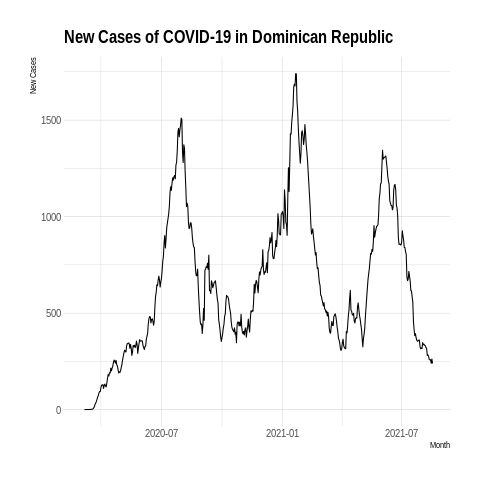 New Cases of COVID-19 in Dominican Republic
New Cases
1500
1000
500
0
2020-07
2021-01
2021-07
Month